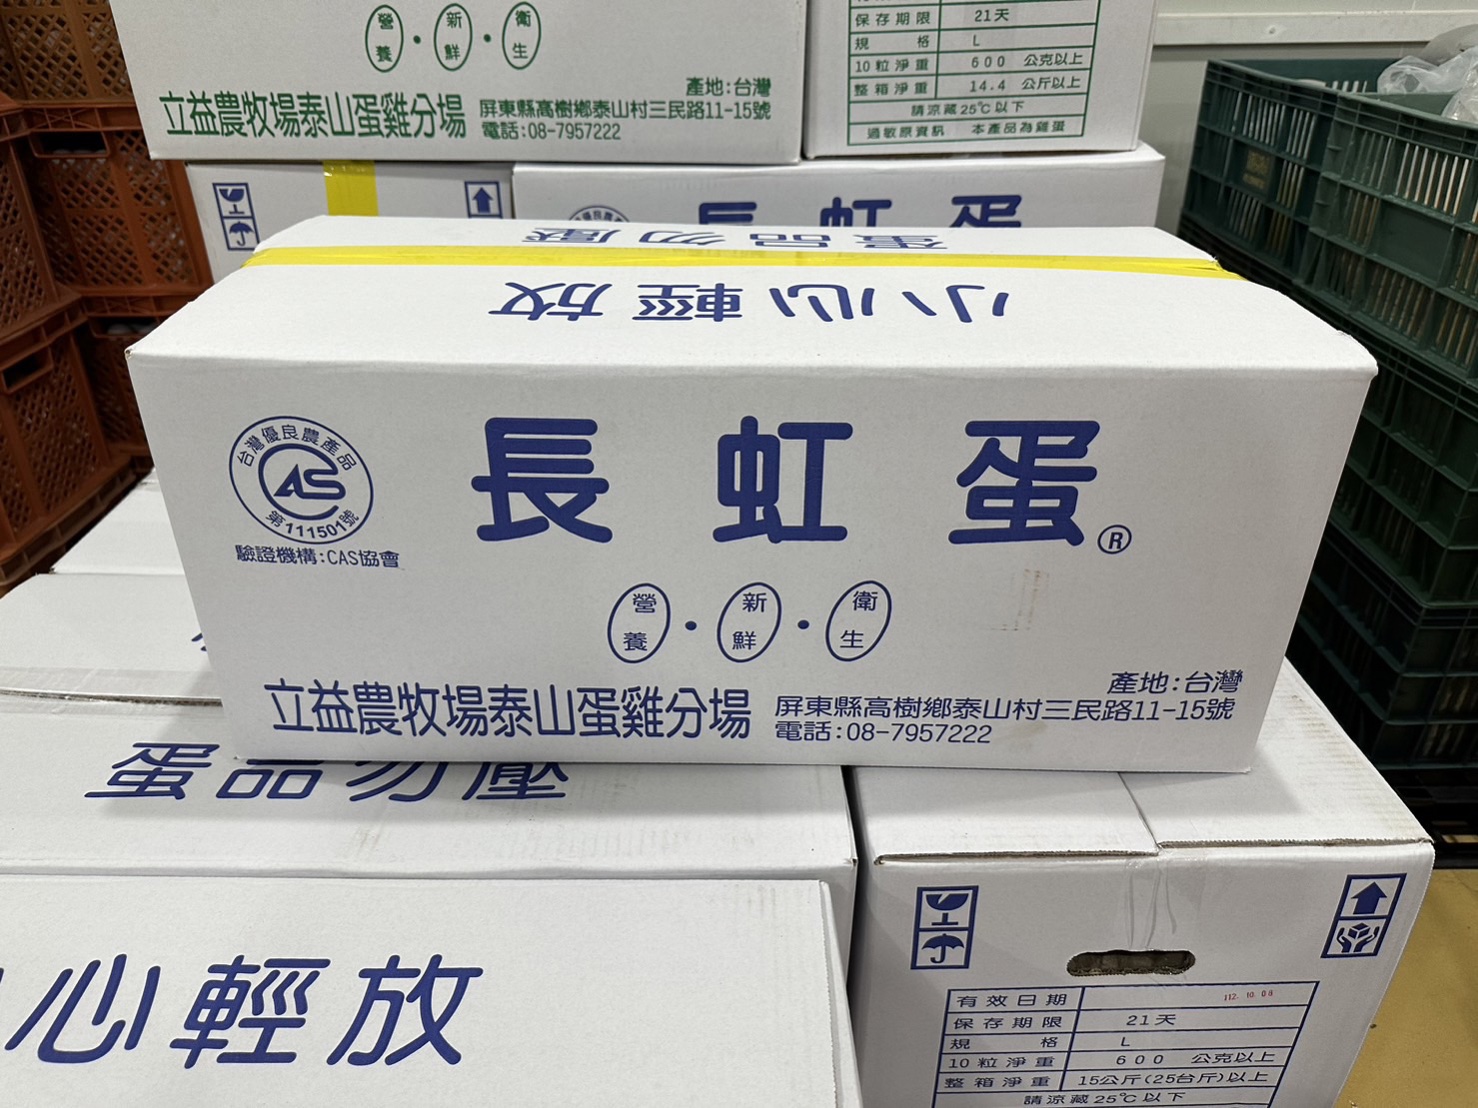 營養・新鮮・衛生
產地:台灣
立益農牧場泰山蛋雞分場 屏東縣高樹鄉泰山村三民路11-15號
電話:08-7957222
保存期限 21天
規格 L
10粒淨重 600 公克以上
整箱淨重 14.4 公斤以上
請涼藏25℃以下
過敏原資訊 本產品為雞蛋
長虹蛋
蛋品勿壓
小心輕放
台灣優良農產品
CAS
第111501號
驗證機構:CAS協會
長虹蛋®
營養・新鮮・衛生
產地:台灣
立益農牧場泰山蛋雞分場 屏東縣高樹鄉泰山村三民路11-15號
電話:08-7957222
蛋品勿壓
心輕放
有效日期 112. 10. 08
保存期限 21天
規格 L
10粒淨重 600 公克以上
整箱淨重 15公斤(25台斤)以上
請涼藏25℃以下